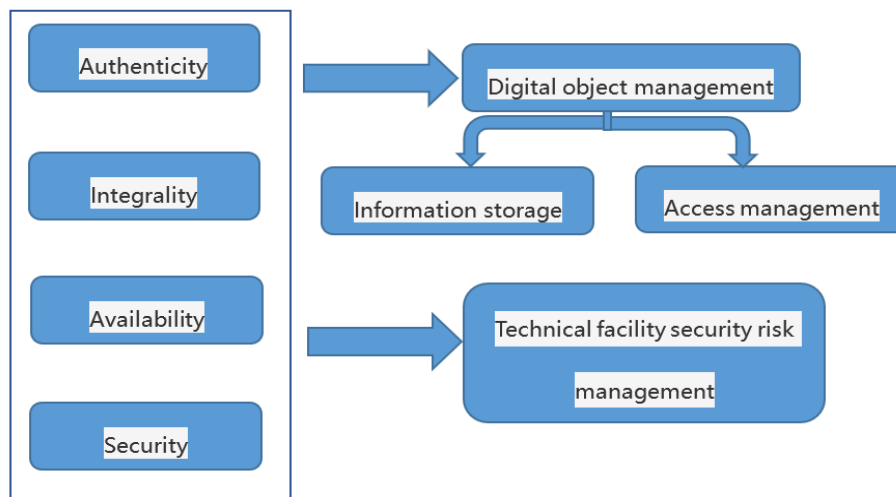 Authenticity
Integrality
Availability
Security
Digital object management
Information storage
Access management
Technical facility security risk
management